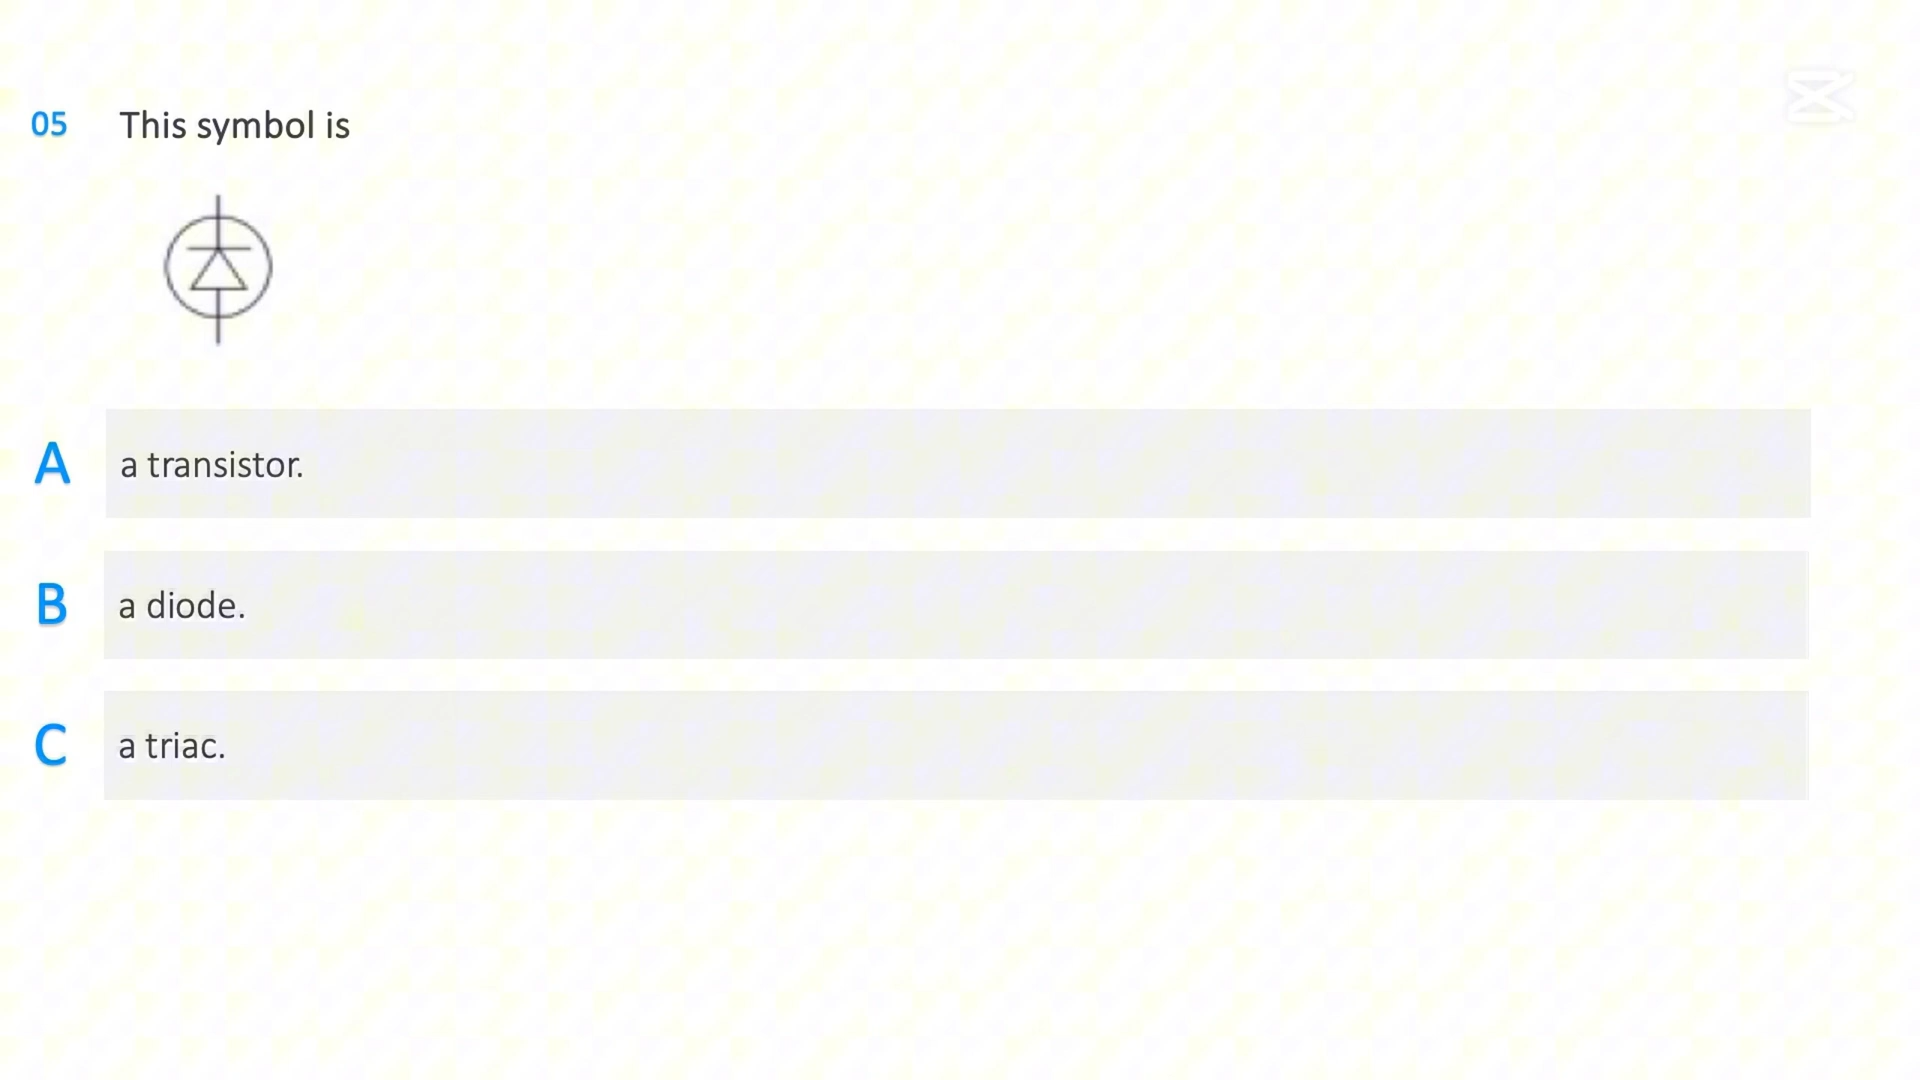 05 This symbol is
A a transistor.
B a diode.
C a triac.